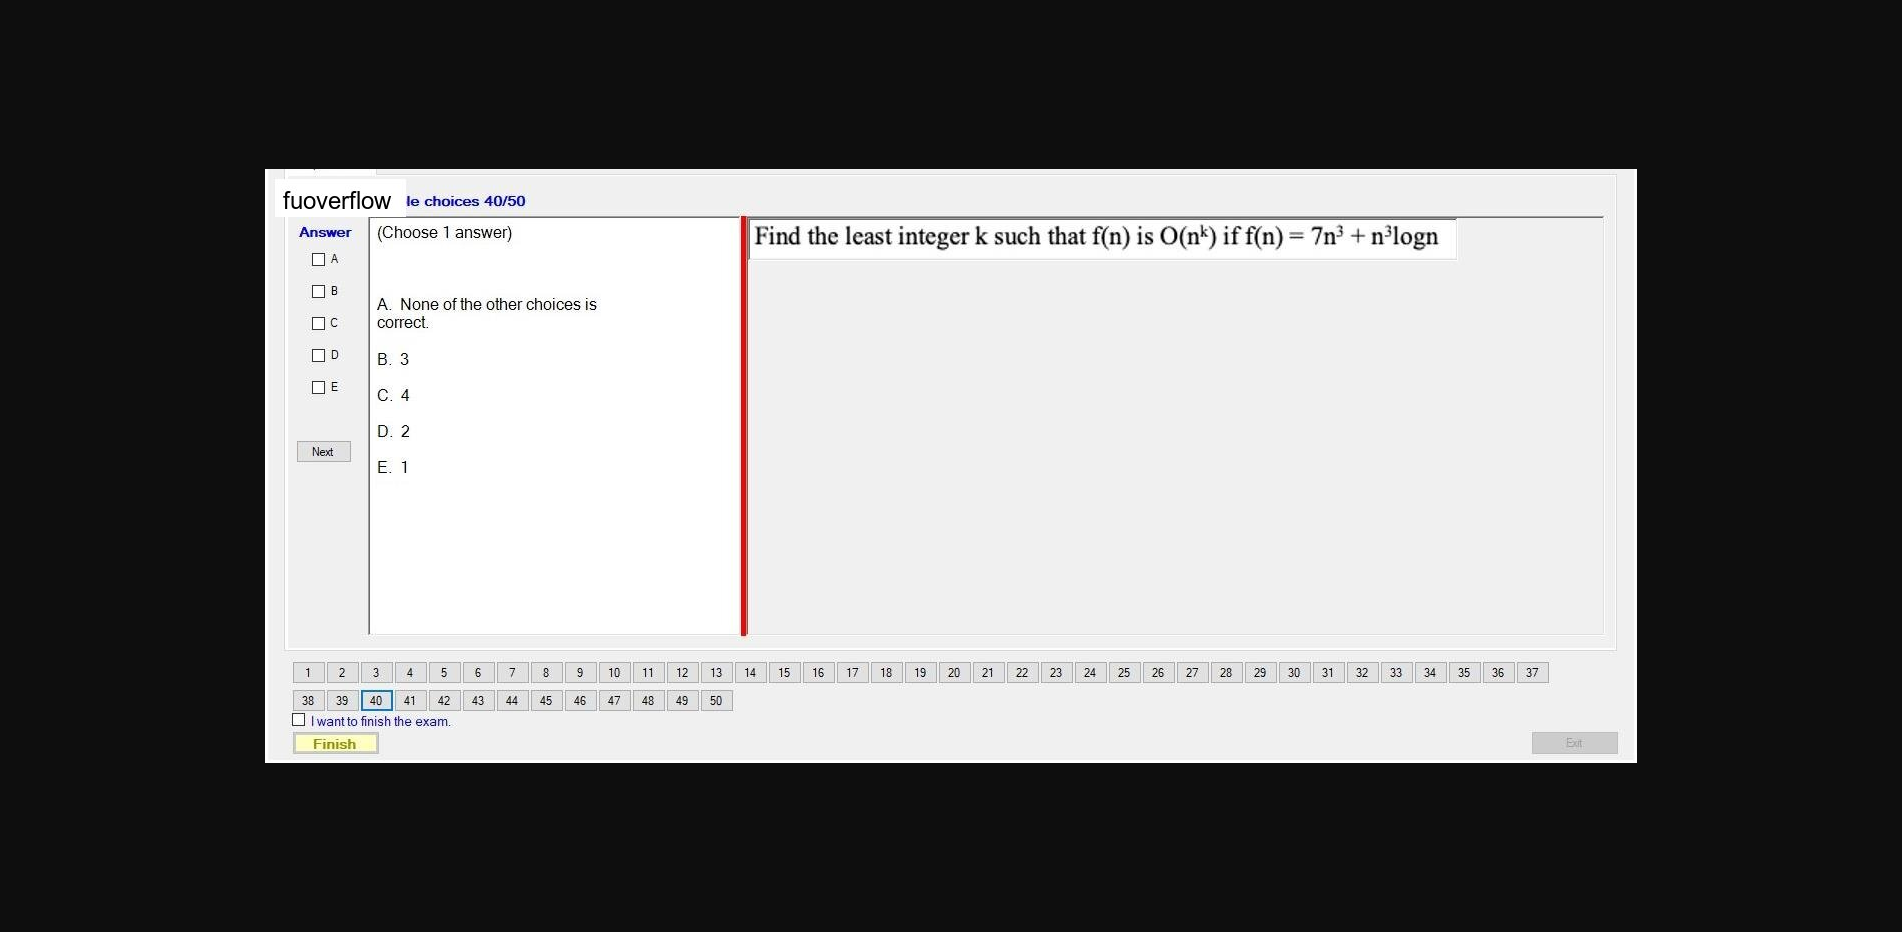 fuoverflow le choices 40/50
Answer
A
B
C
D
E
Next
(Choose 1 answer)
A. None of the other choices is
correct.
B. 3
C. 4
D. 2
E. 1
Find the least integer k such that f(n) is O(nᵏ) if f(n) = 7n³ + n³logn
1 2 3 4 5 6 7 8 9 10 11 12 13 14 15 16 17 18 19 20 21 22 23 24 25 26 27 28 29 30 31 32 33 34 35 36 37
38 39 40 41 42 43 44 45 46 47 48 49 50
I want to finish the exam.
Finish
Exit